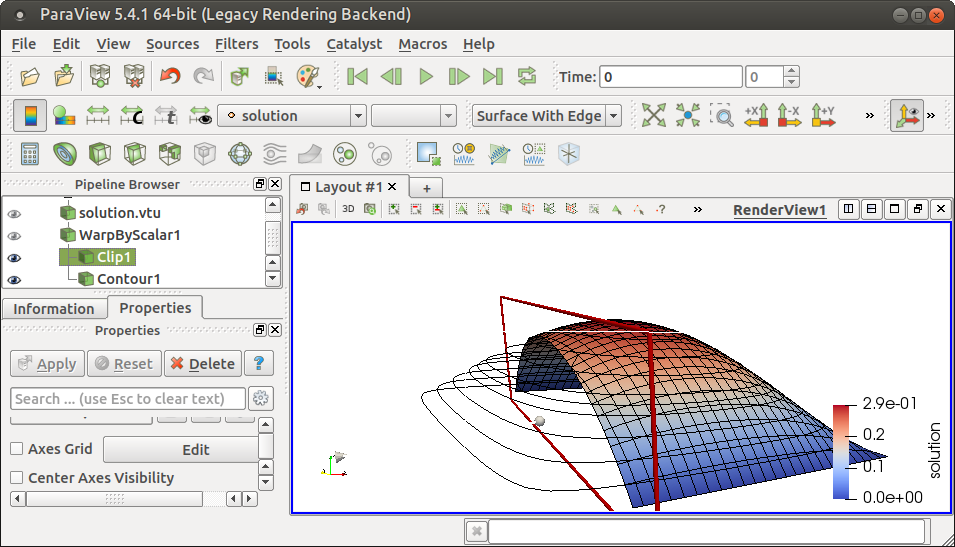 ParaView 5.4.1 64-bit (Legacy Rendering Backend)
File Edit View Sources Filters Tools Catalyst Macros Help
Time: 0 0
solution Surface With Edge +X -X +Y » »
Pipeline Browser
solution.vtu
WarpByScalar1
Clip1
Contour1
Information Properties
Properties
Apply Reset Delete ?
Search ... (use Esc to clear text)
Axes Grid Edit
Center Axes Visibility
Layout #1 +
3D ? » RenderView1
2.9e-01
0.2
0.1
0.0e+00
solution